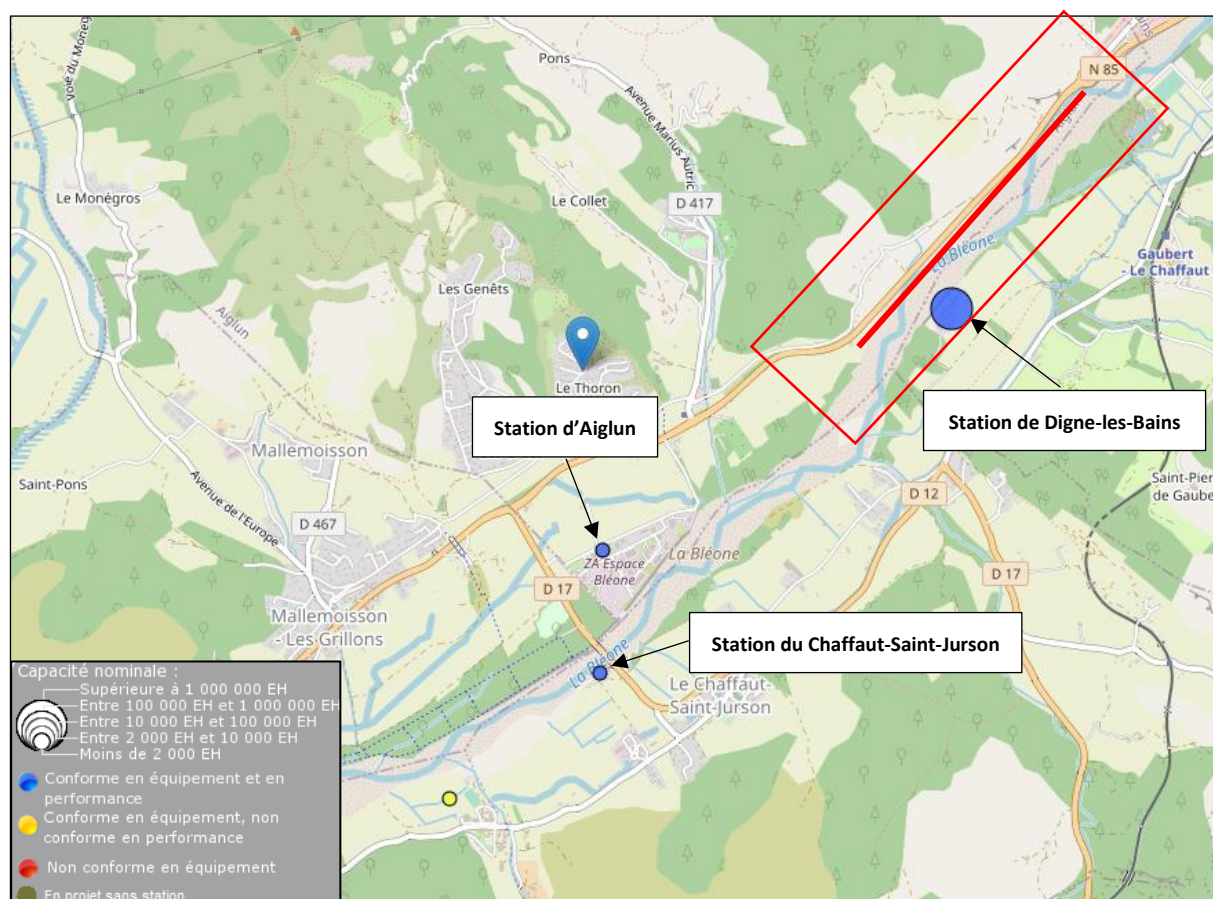 Voie du Moneg
Pons
Avenue Marius Autric
N 85
Aiglun
Le Monégros
Le Collet
D 417
La Bléone
Gaubert
- Le Chaffaut
Les Genêts
Aiglun
Le Thoron
Station d'Aiglun
Station de Digne-les-Bains
Mallemoisson
Saint-Pons
Avenue de l'Europe
D 467
D 12
Saint-Pier
de Gaube
ZA Espace
Bléone
La Bléone
D 17
D 17
Mallemoisson
- Les Grillons
La Bléone
Station du Chaffaut-Saint-Jurson
Le Chaffaut-
Saint-Jurson
Capacité nominale :
Supérieure à 1 000 000 EH
Entre 100 000 EH et 1 000 000 EH
Entre 10 000 EH et 100 000 EH
Entre 2 000 EH et 10 000 EH
Moins de 2 000 EH
Conforme en équipement et en
performance
Conforme en équipement, non
conforme en performance
Non conforme en équipement
En projet sans station